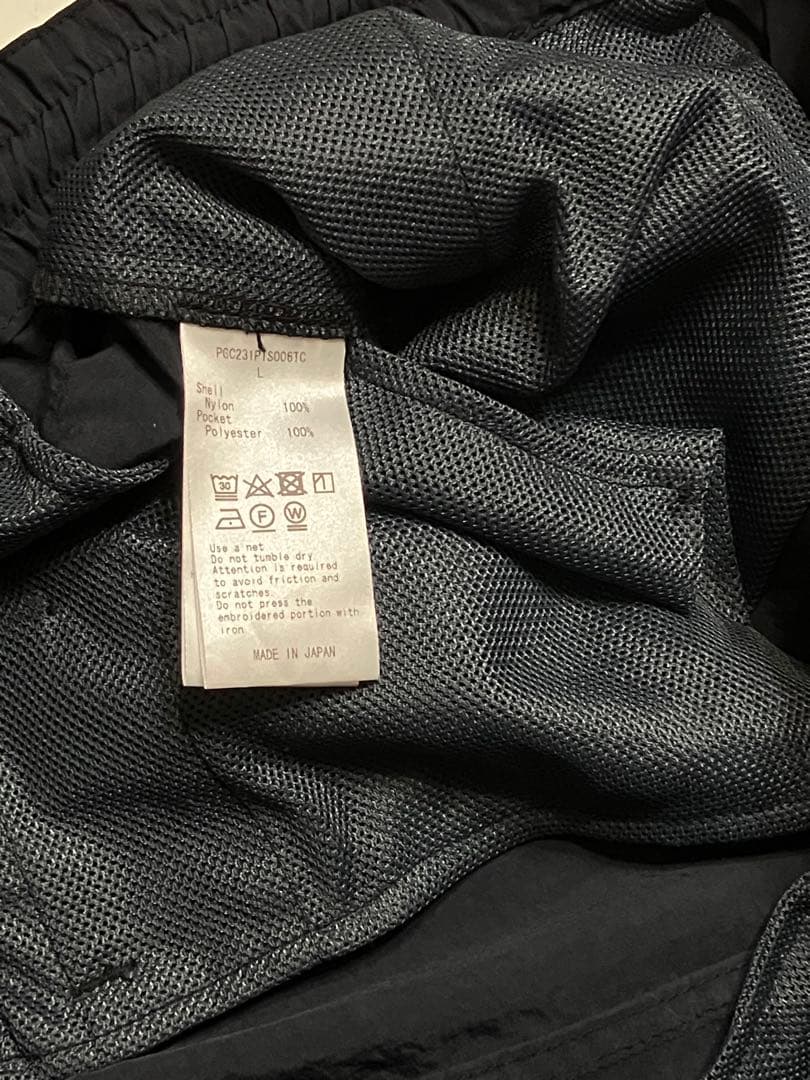 PGC231PTS006TC
L
Shell
Nylon 100%
Pocket
Polyester 100%
30
F W
Use a net
Do not tumble dry
Attention is required
to avoid friction and
scratches.
Do not press the
embroidered portion with
iron
MADE IN JAPAN